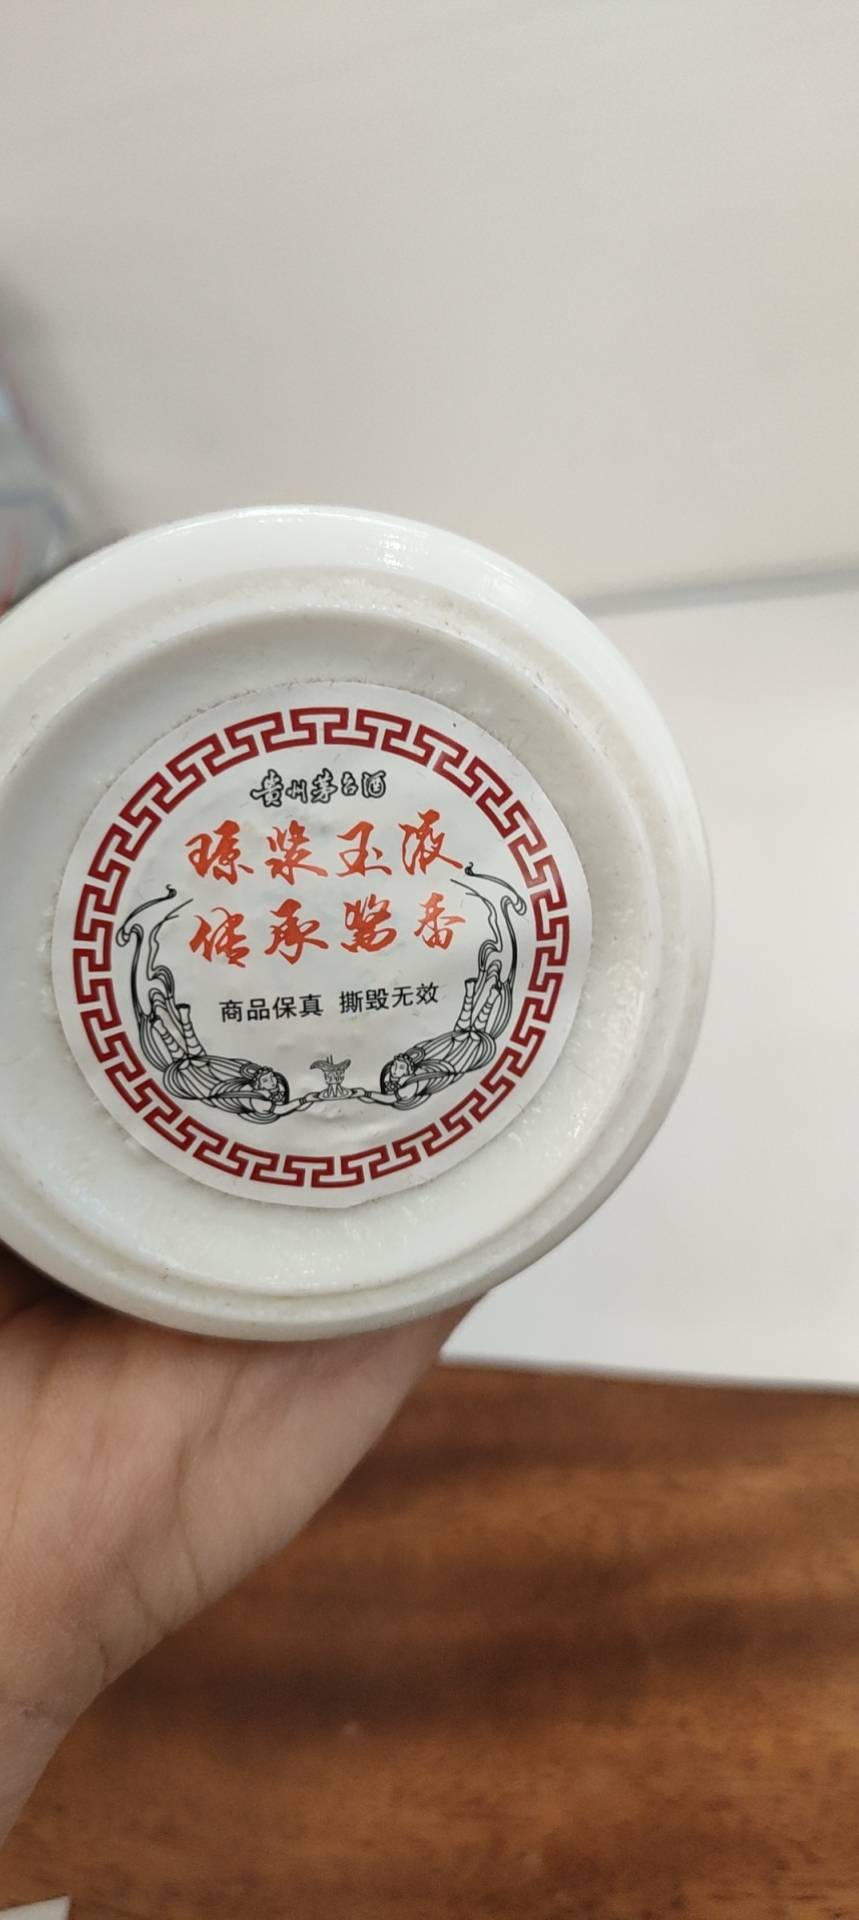 贵州茅台酒
琼浆玉液
传承酱香
商品保真 撕毁无效